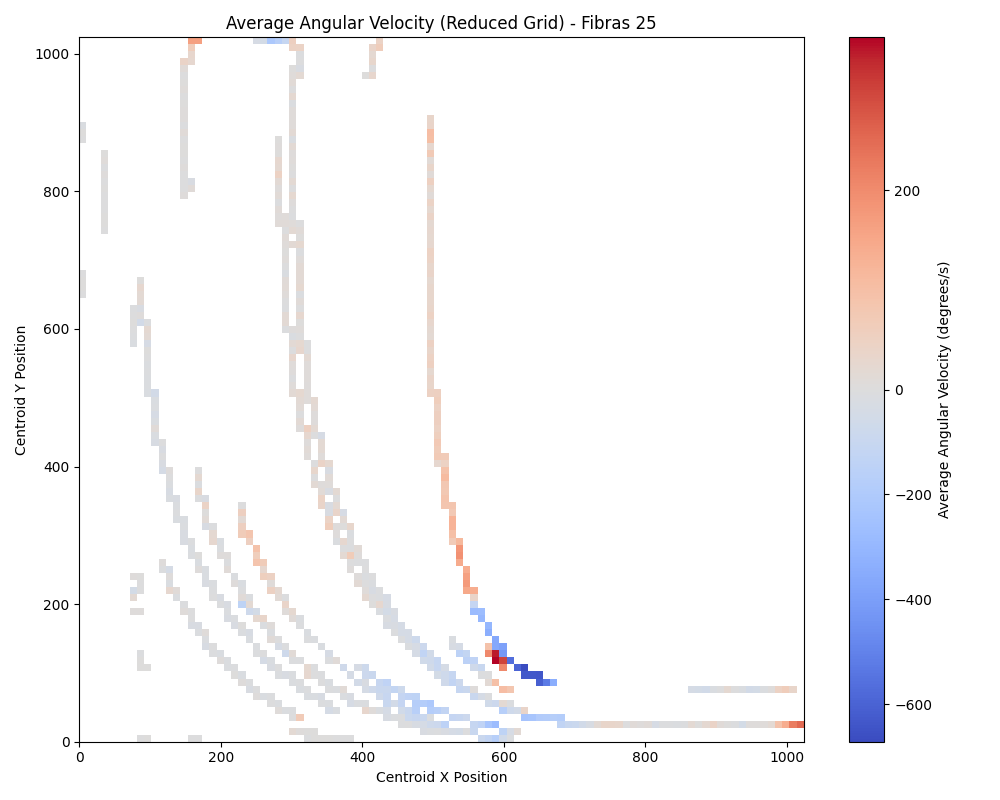 Average Angular Velocity (Reduced Grid) - Fibras 25
1000
800
600
400
200
0
Centroid Y Position
0 200 400 600 800 1000
Centroid X Position
200
0
−200
−400
−600
Average Angular Velocity (degrees/s)